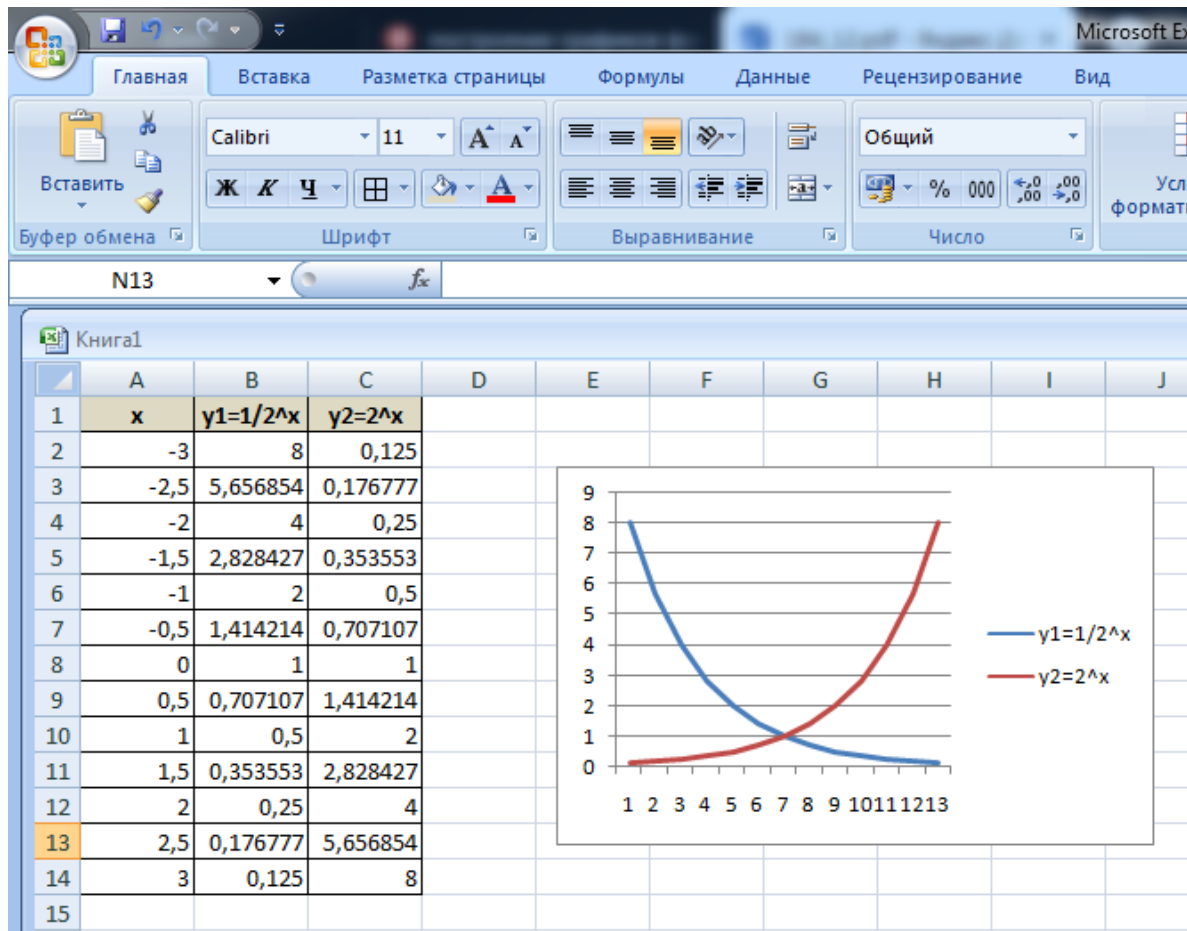 Microsoft Ex
Главная Вставка Разметка страницы Формулы Данные Рецензирование Вид
Calibri 11 A A Общий
Вставить Ж К Ч A % 000 ,0 ,00 ,00 ,0 Усл
формат
Буфер обмена Шрифт Выравнивание Число
N13 fx
Книга1
A B C D E F G H I J
1 x y1=1/2^x y2=2^x
2 -3 8 0,125
3 -2,5 5,656854 0,176777
4 -2 4 0,25
5 -1,5 2,828427 0,353553
6 -1 2 0,5
7 -0,5 1,414214 0,707107
8 0 1 1
9 0,5 0,707107 1,414214
10 1 0,5 2
11 1,5 0,353553 2,828427
12 2 0,25 4
13 2,5 0,176777 5,656854
14 3 0,125 8
15
9
8
7
6
5
4
3
2
1
0
1 2 3 4 5 6 7 8 9 10 11 12 13
y1=1/2^x
y2=2^x